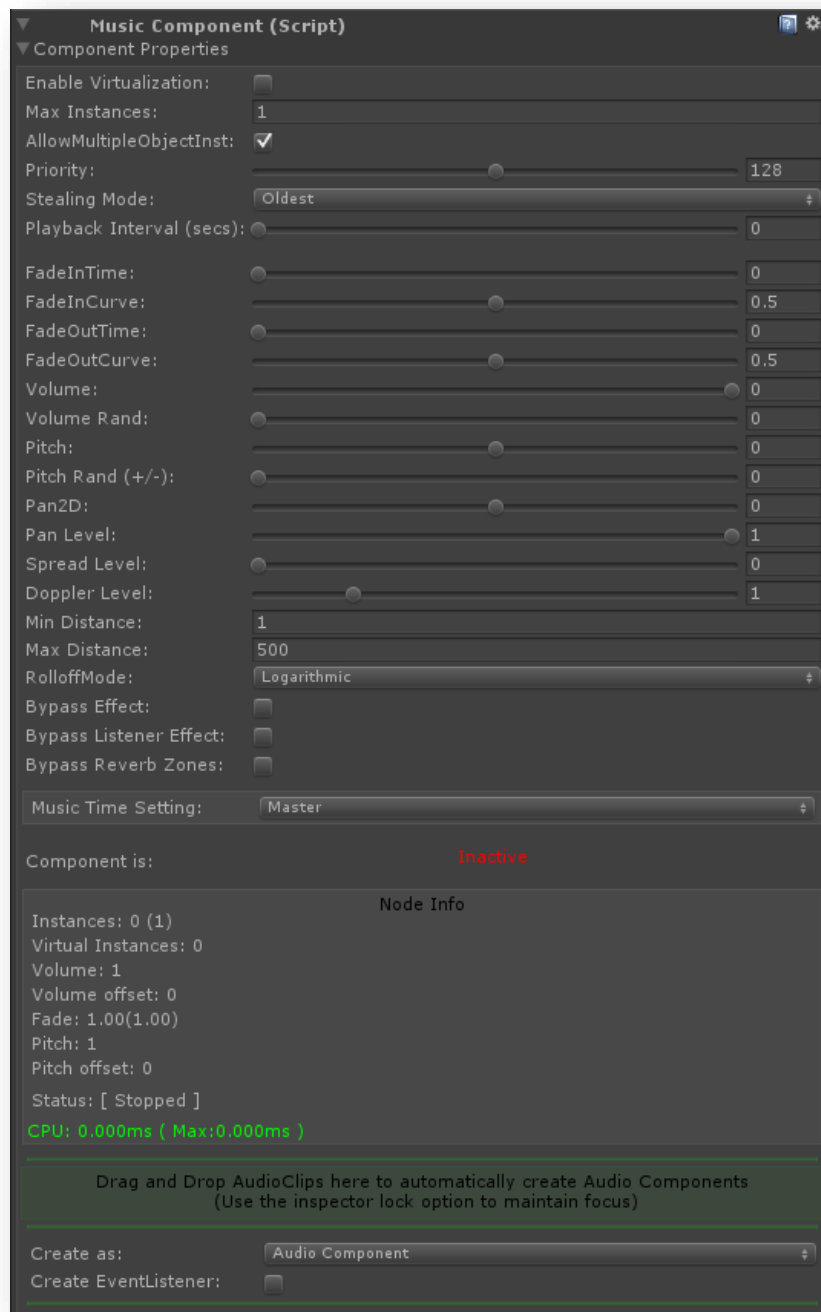 Music Component (Script)
Component Properties
Enable Virtualization:
Max Instances: 1
AllowMultipleObjectInst:
Priority: 128
Stealing Mode: Oldest
Playback Interval (secs): 0
FadeInTime: 0
FadeInCurve: 0.5
FadeOutTime: 0
FadeOutCurve: 0.5
Volume: 0
Volume Rand: 0
Pitch: 0
Pitch Rand (+/-): 0
Pan2D: 0
Pan Level: 1
Spread Level: 0
Doppler Level: 1
Min Distance: 1
Max Distance: 500
RolloffMode: Logarithmic
Bypass Effect:
Bypass Listener Effect:
Bypass Reverb Zones:
Music Time Setting: Master
Component is: Inactive
Node Info
Instances: 0 (1)
Virtual Instances: 0
Volume: 1
Volume offset: 0
Fade: 1.00(1.00)
Pitch: 1
Pitch offset: 0
Status: [ Stopped ]
CPU: 0.000ms ( Max:0.000ms )
Drag and Drop AudioClips here to automatically create Audio Components
(Use the inspector lock option to maintain focus)
Create as: Audio Component
Create EventListener: